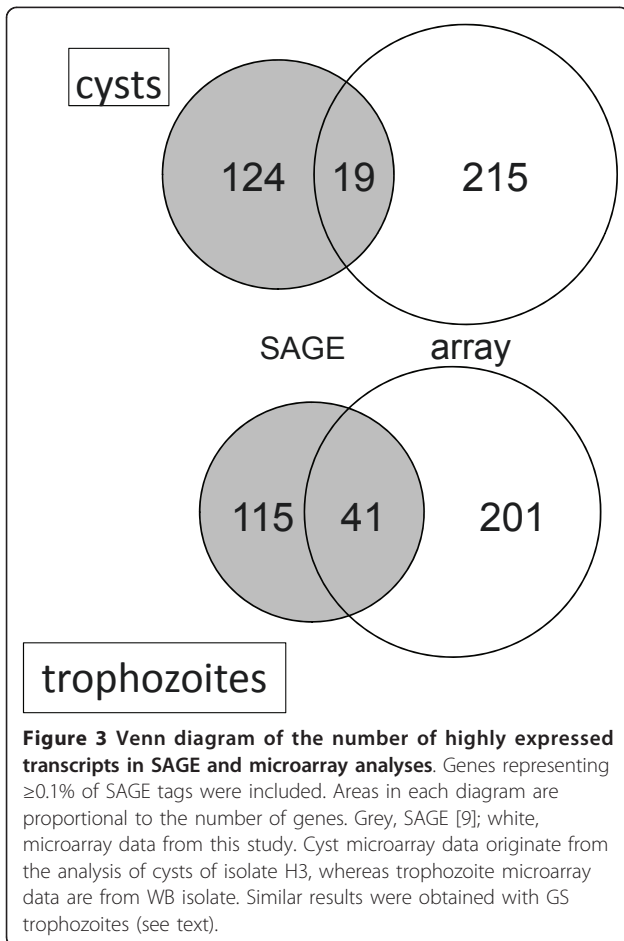 cysts
124 19 215
SAGE array
115 41 201
trophozoites
Figure 3 Venn diagram of the number of highly expressed
transcripts in SAGE and microarray analyses. Genes representing
≥0.1% of SAGE tags were included. Areas in each diagram are
proportional to the number of genes. Grey, SAGE [9]; white,
microarray data from this study. Cyst microarray data originate from
the analysis of cysts of isolate H3, whereas trophozoite microarray
data are from WB isolate. Similar results were obtained with GS
trophozoites (see text).